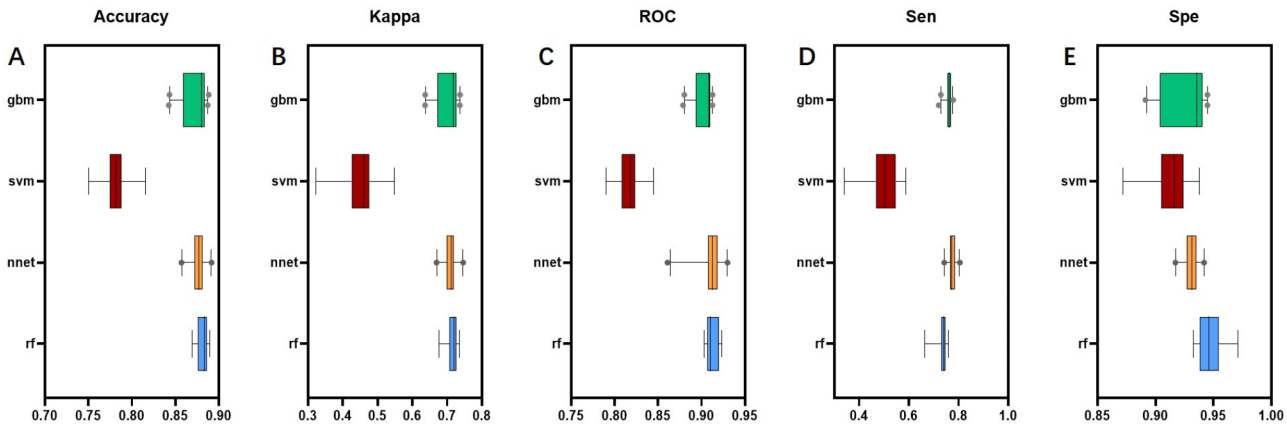 Accuracy
A
gbm
svm
nnet
rf
0.70 0.75 0.80 0.85 0.90
Kappa
B
gbm
svm
nnet
rf
0.3 0.4 0.5 0.6 0.7 0.8
ROC
C
gbm
svm
nnet
rf
0.75 0.80 0.85 0.90 0.95
Sen
D
gbm
svm
nnet
rf
0.4 0.6 0.8 1.0
Spe
E
gbm
svm
nnet
rf
0.85 0.90 0.95 1.00